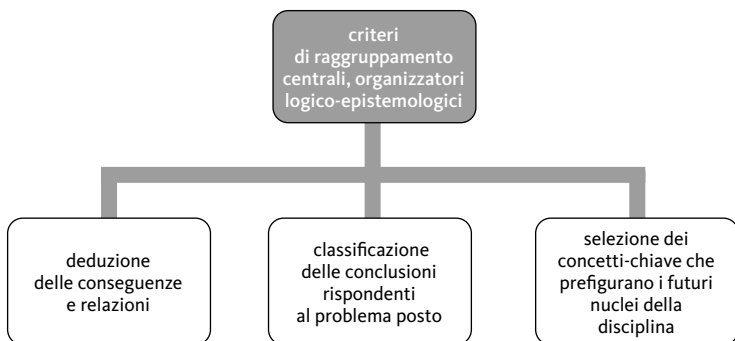 criteri
di raggruppamento
centrali, organizzatori
logico-epistemologici
deduzione
delle conseguenze
e relazioni
classificazione
delle conclusioni
rispondenti
al problema posto
selezione dei
concetti-chiave che
prefigurano i futuri
nuclei della
disciplina